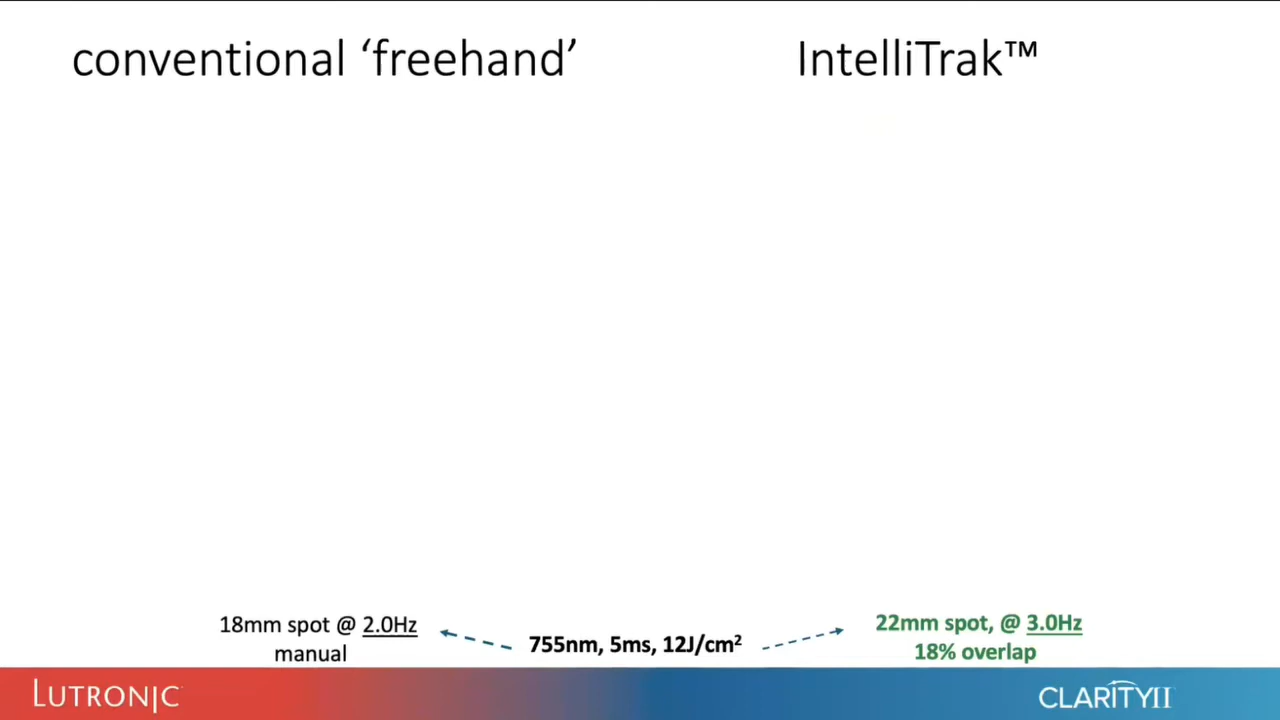 conventional ‘freehand’
IntelliTrak™
18mm spot @ 2.0Hz
manual
755nm, 5ms, 12J/cm²
22mm spot, @ 3.0Hz
18% overlap
LUTRONIC
CLARITYII